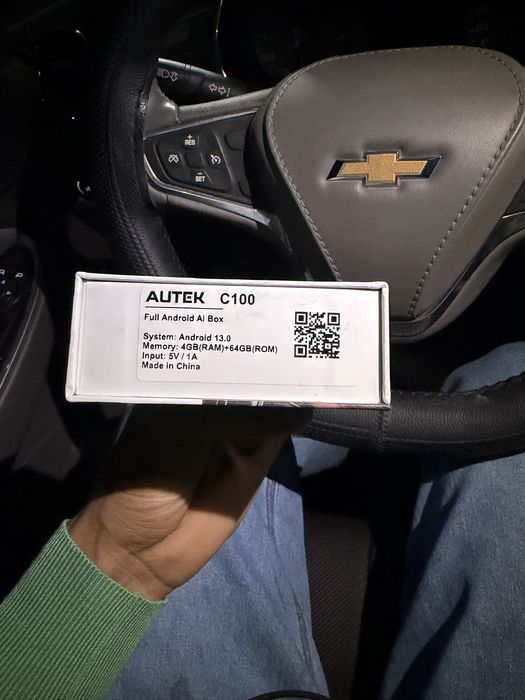 +
RES
SET
AUTEK C100
Full Android Ai Box
System: Android 13.0
Memory: 4GB(RAM)+64GB(ROM)
Input: 5V / 1A
Made in China